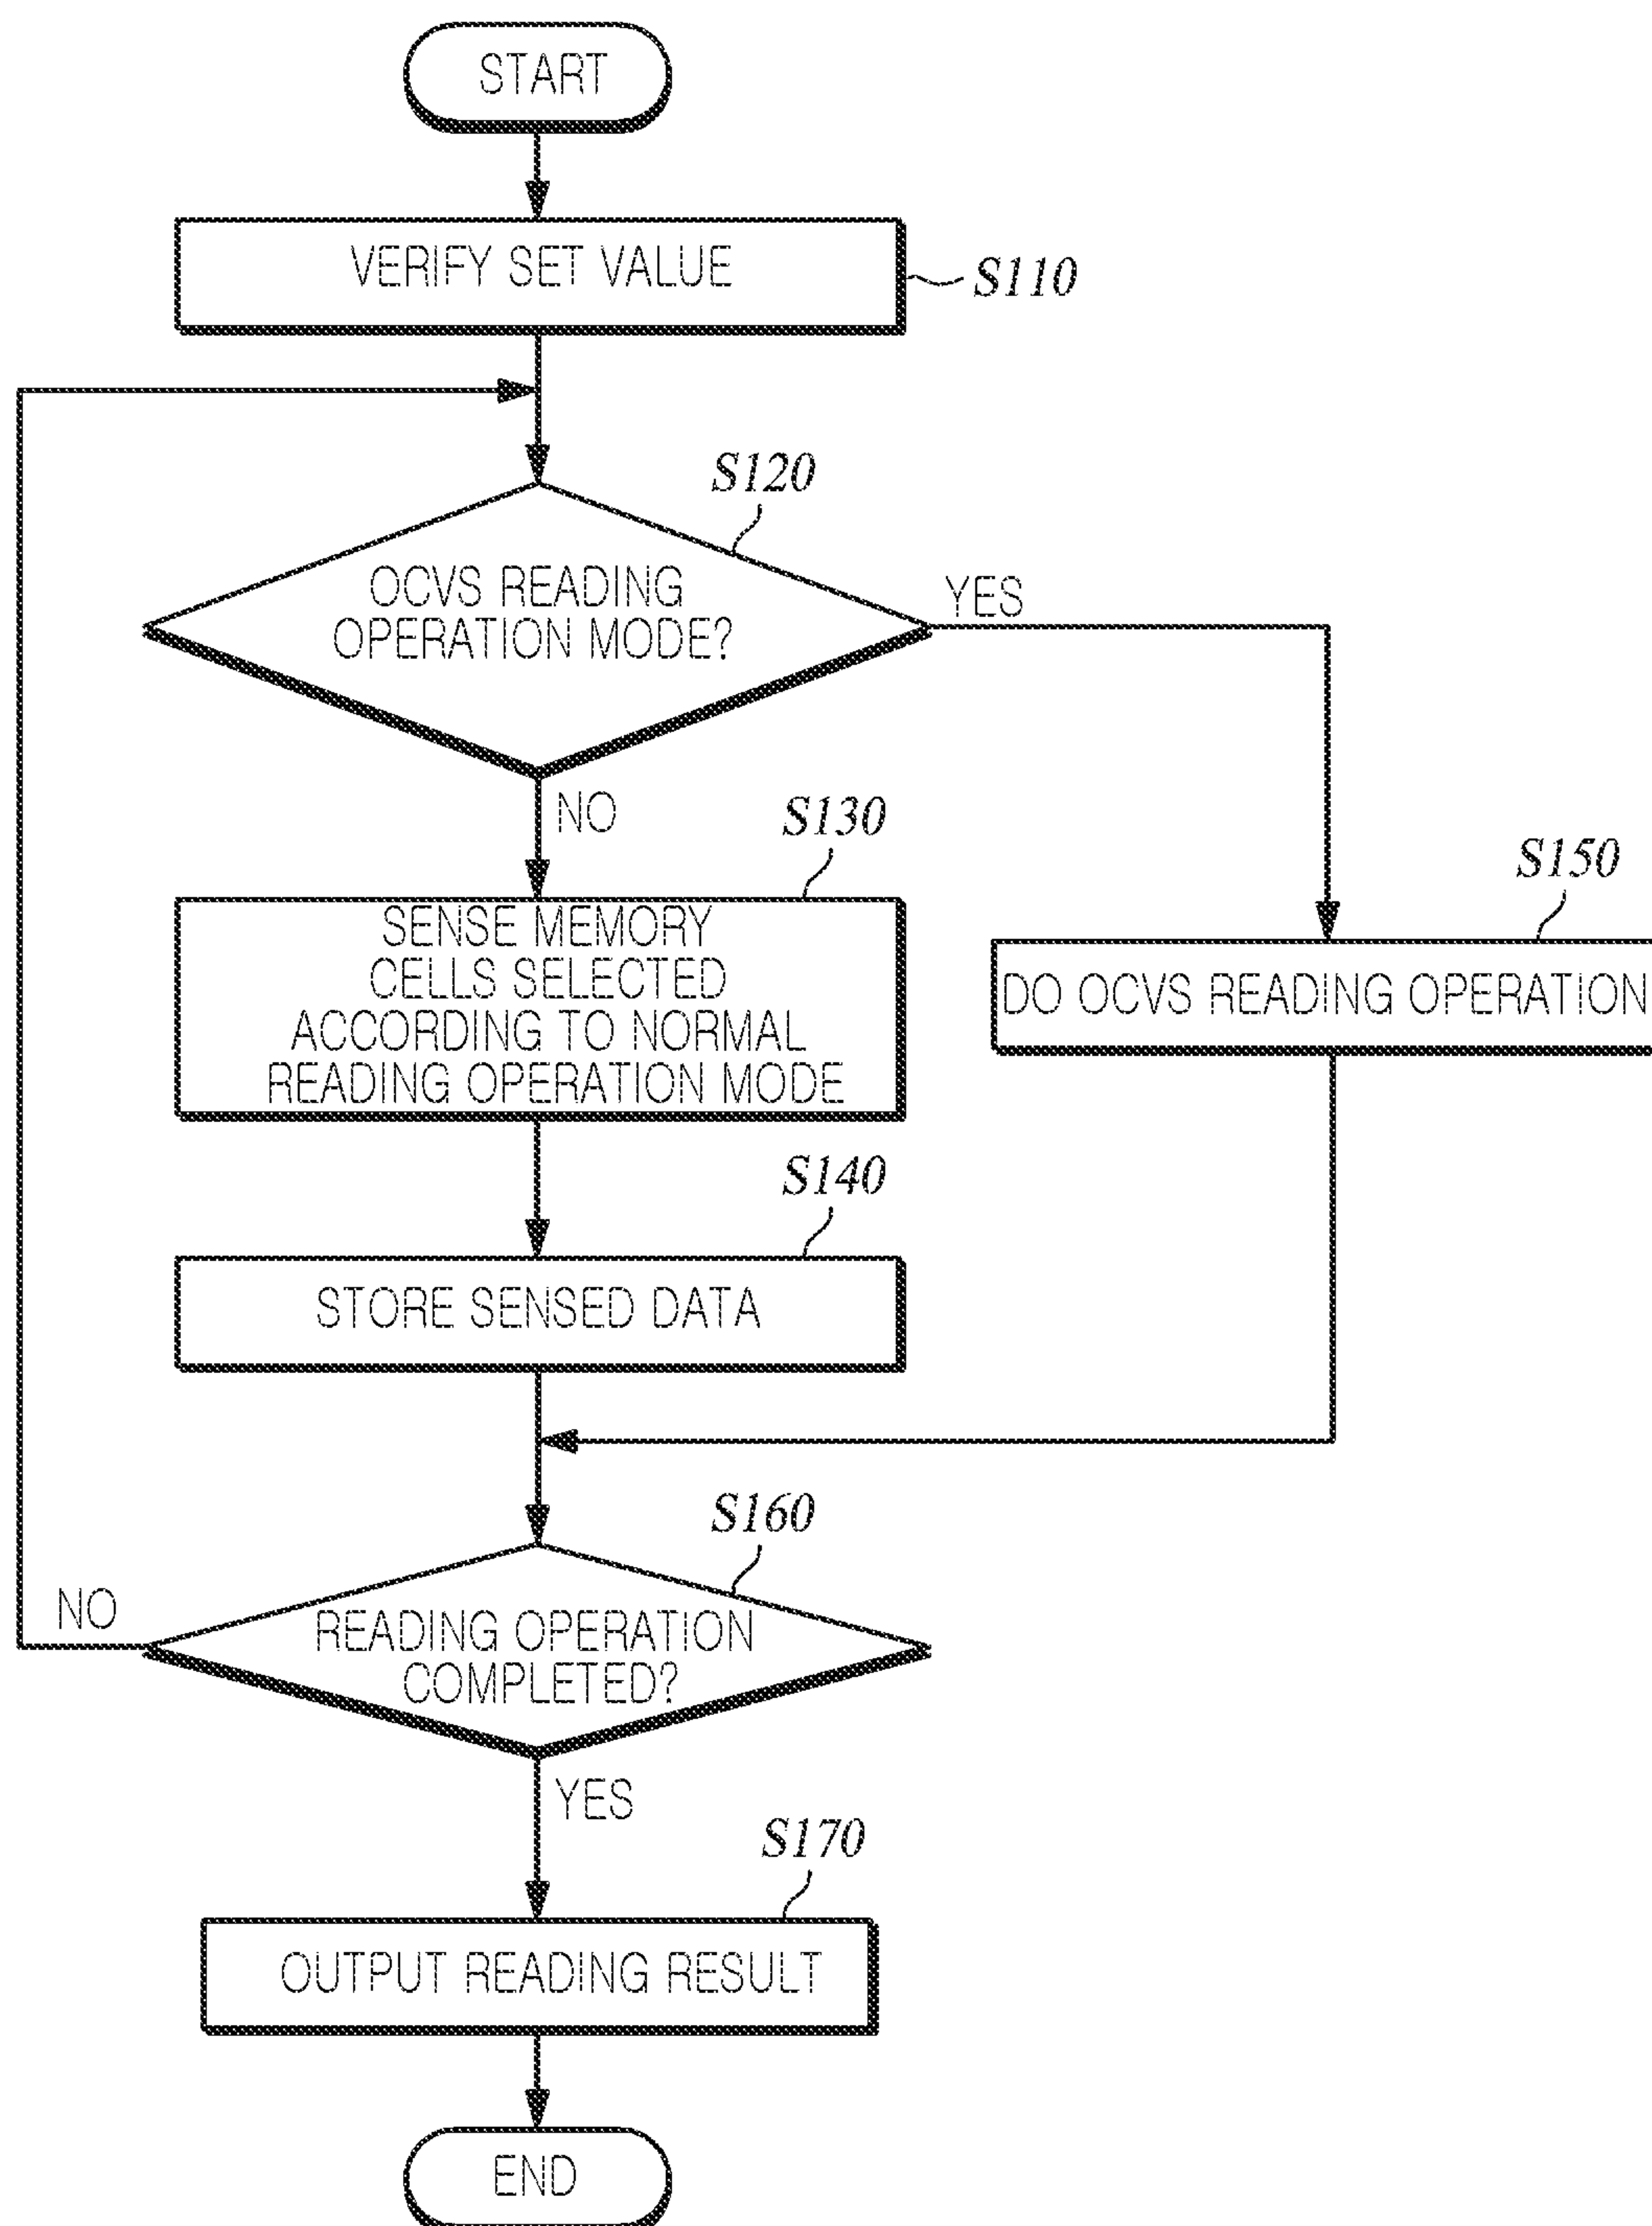 START
VERIFY SET VALUE
S110
S120
OCVS READING
OPERATION MODE?
YES
NO
S130
SENSE MEMORY
CELLS SELECTED
ACCORDING TO NORMAL
READING OPERATION MODE
S150
DO OCVS READING OPERATION
S140
STORE SENSED DATA
S160
NO
READING OPERATION
COMPLETED?
YES
S170
OUTPUT READING RESULT
END